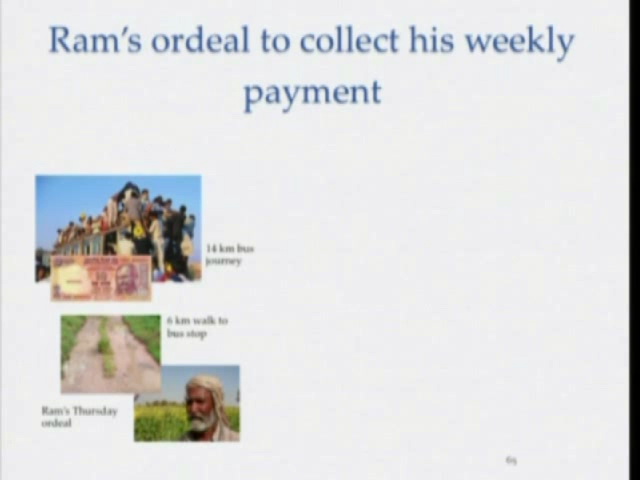 Ram's ordeal to collect his weekly
payment
14 km bus
journey
6 km walk to
bus stop
Ram's Thursday
ordeal